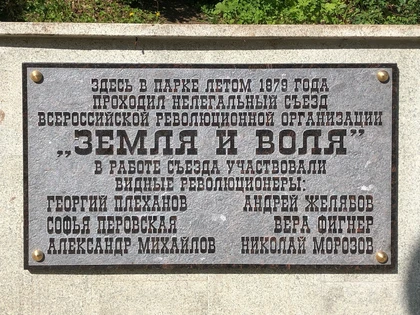 ЗДЕСЬ В ПАРКЕ ЛЕТОМ 1879 ГОДА
ПРОХОДИЛ НЕЛЕГАЛЬНЫЙ СЪЕЗД
ВСЕРОССИЙСКОЙ РЕВОЛЮЦИОННОЙ ОРГАНИЗАЦИИ
„ЗЕМЛЯ И ВОЛЯ”
В РАБОТЕ СЪЕЗДА УЧАСТВОВАЛИ
ВИДНЫЕ РЕВОЛЮЦИОНЕРЫ:
ГЕОРГИЙ ПЛЕХАНОВ АНДРЕЙ ЖЕЛЯБОВ
СОФЬЯ ПЕРОВСКАЯ ВЕРА ФИГНЕР
АЛЕКСАНДР МИХАЙЛОВ НИКОЛАЙ МОРОЗОВ